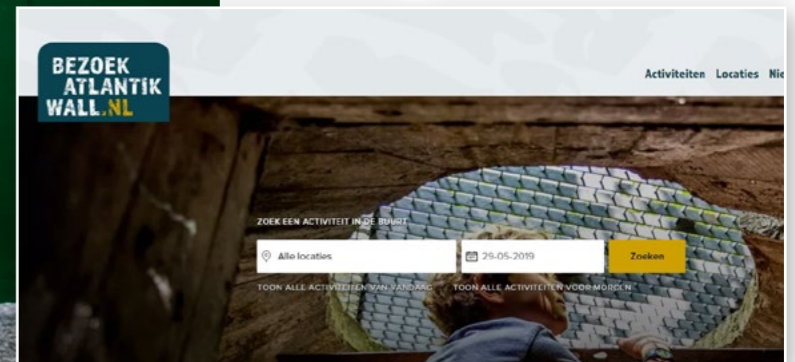 BEZOEK
ATLANTIK
WALL.NL
Activiteiten Locaties Nie
ZOEK EEN ACTIVITEIT IN DE BUURT
Alle locaties 29-05-2019 Zoeken
TOON ALLE ACTIVITEITEN VAN VANDAAG TOON ALLE ACTIVITEITEN VOOR MORGEN